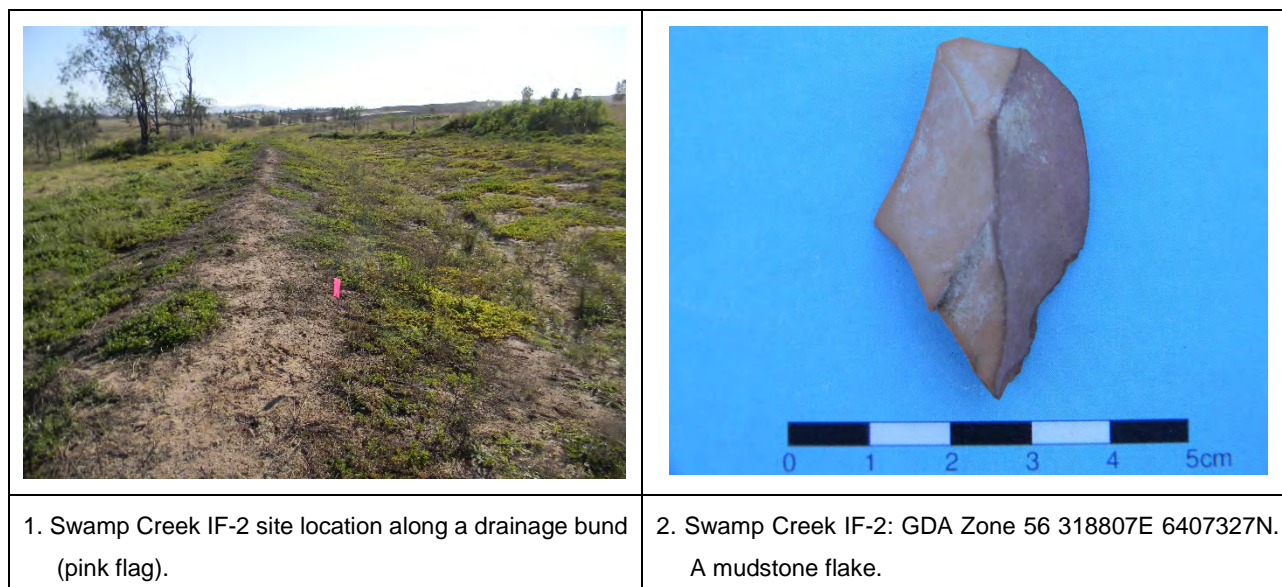 0 1 2 3 4 5cm
1. Swamp Creek IF-2 site location along a drainage bund
(pink flag).
2. Swamp Creek IF-2: GDA Zone 56 318807E 6407327N.
A mudstone flake.